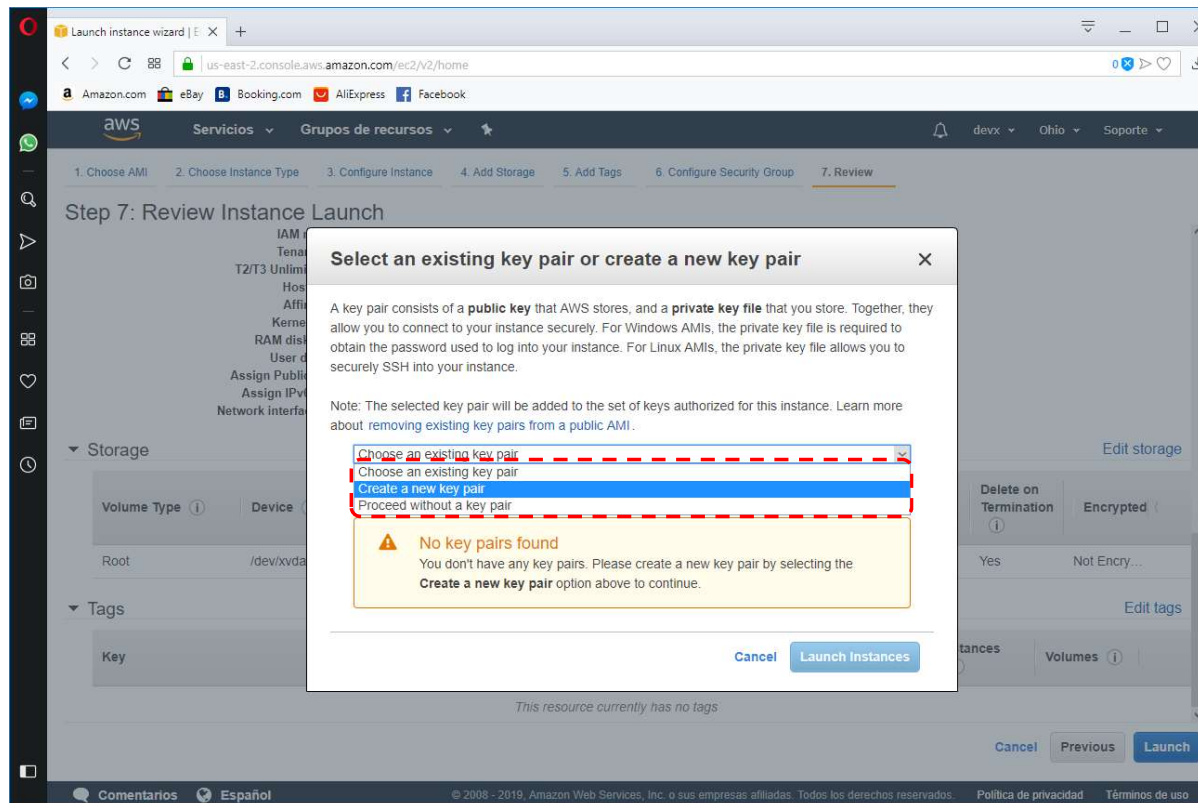 Launch instance wizard | E
us-east-2.console.aws.amazon.com/ec2/v2/home
0
a Amazon.com eBay B. Booking.com AliExpress Facebook
aws Servicios Grupos de recursos devx Ohio Soporte
1. Choose AMI 2. Choose Instance Type 3. Configure Instance 4. Add Storage 5. Add Tags 6. Configure Security Group 7. Review
Step 7: Review Instance Launch
IAM r
Tenan
T2/T3 Unlimi
Hos
Affin
Kerne
RAM disk
User d
Assign Publi
Assign IPv
Network interfa
Select an existing key pair or create a new key pair
A key pair consists of a public key that AWS stores, and a private key file that you store. Together, they
allow you to connect to your instance securely. For Windows AMIs, the private key file is required to
obtain the password used to log into your instance. For Linux AMIs, the private key file allows you to
securely SSH into your instance.
Note: The selected key pair will be added to the set of keys authorized for this instance. Learn more
about removing existing key pairs from a public AMI.
Choose an existing key pair
Choose an existing key pair
Create a new key pair
Proceed without a key pair
No key pairs found
You don't have any key pairs. Please create a new key pair by selecting the
Create a new key pair option above to continue.
Cancel Launch Instances
Storage Edit storage
Volume Type Device Delete on Termination Encrypted
Root /dev/xvda Yes Not Encry...
Tags Edit tags
Key tances Volumes
This resource currently has no tags
Cancel Previous Launch
Comentarios Español © 2008 - 2019, Amazon Web Services, Inc. o sus empresas afiliadas. Todos los derechos reservados. Política de privacidad Términos de uso